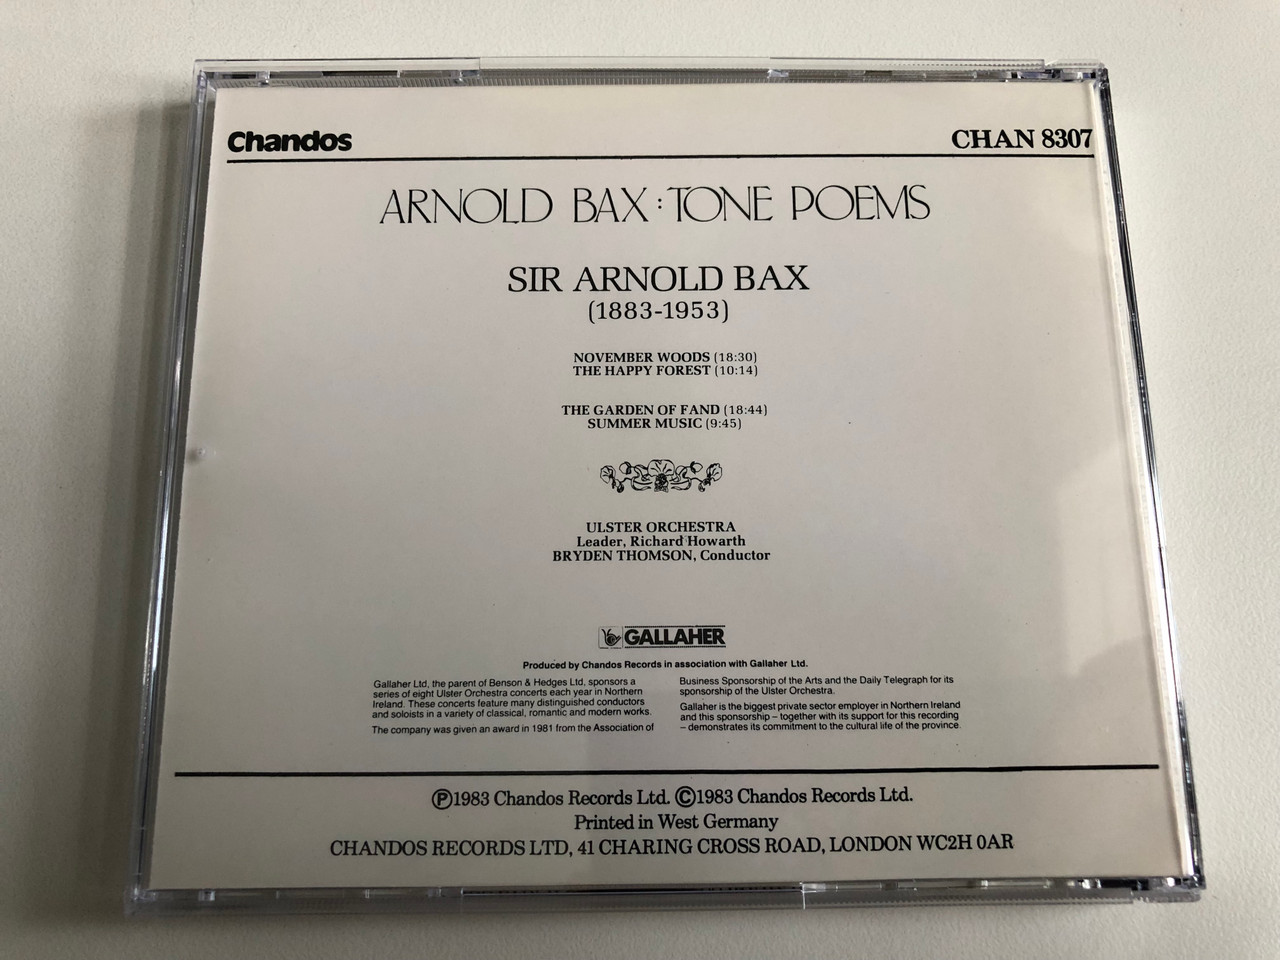 Chandos
CHAN 8307
ARNOLD BAX : TONE POEMS
SIR ARNOLD BAX
(1883-1953)
NOVEMBER WOODS (18:30)
THE HAPPY FOREST (10:14)
THE GARDEN OF FAND (18:44)
SUMMER MUSIC (9:45)
ULSTER ORCHESTRA
Leader, Richard Howarth
BRYDEN THOMSON, Conductor
GALLAHER
Produced by Chandos Records in association with Gallaher Ltd.
Gallaher Ltd, the parent of Benson & Hedges Ltd, sponsors a
series of eight Ulster Orchestra concerts each year in Northern
Ireland. These concerts feature many distinguished conductors
and soloists in a variety of classical, romantic and modern works.
The company was given an award in 1981 from the Association of
Business Sponsorship of the Arts and the Daily Telegraph for its
sponsorship of the Ulster Orchestra.
Gallaher is the biggest private sector employer in Northern Ireland
and this sponsorship – together with its support for this recording
– demonstrates its commitment to the cultural life of the province.
Ⓟ1983 Chandos Records Ltd. ©1983 Chandos Records Ltd.
Printed in West Germany
CHANDOS RECORDS LTD, 41 CHARING CROSS ROAD, LONDON WC2H 0AR